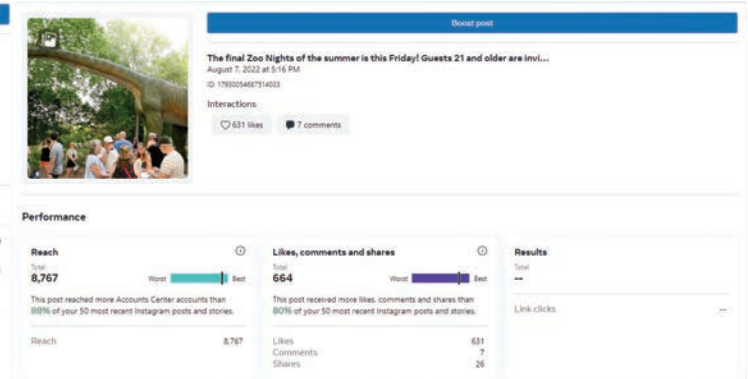 Boost post
The final Zoo Nights of the summer is this Friday! Guests 21 and older are invi...
August 7, 2022 at 5:16 PM
ID: 17930054687514033
Interactions
631 likes
7 comments
Performance
Reach
Total
8,767
Worst
Best
This post reached more Accounts Center accounts than
88% of your 50 most recent Instagram posts and stories.
Reach
8,767
Likes, comments and shares
Total
664
Worst
Best
This post received more likes, comments and shares than
80% of your 50 most recent Instagram posts and stories.
Likes
631
Comments
7
Shares
26
Results
Total
--
Link clicks
--